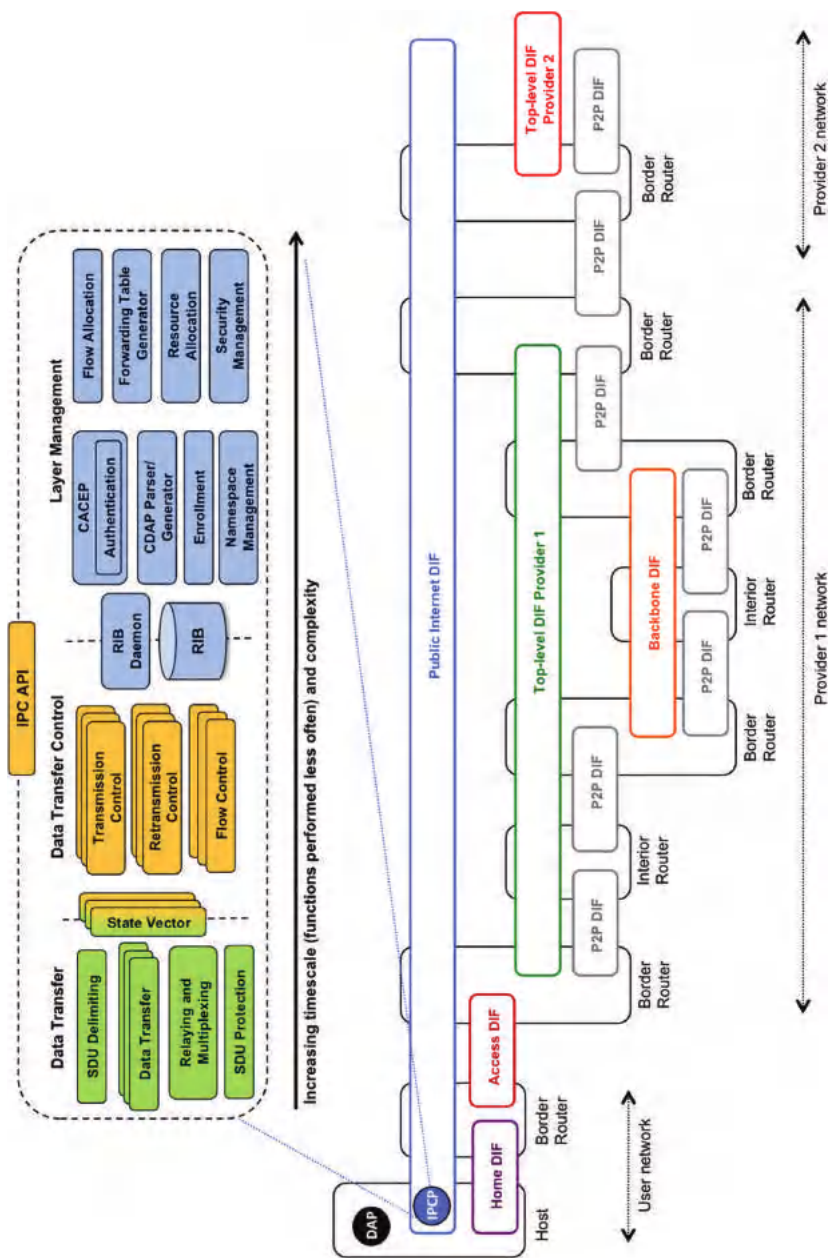 IPC API
Data Transfer
Data Transfer Control
Layer Management
SDU Delimiting
Data Transfer
Relaying and
Multiplexing
SDU Protection
State Vector
Transmission
Control
Retransmission
Control
Flow Control
RIB
Daemon
RIB
CACEP
Authentication
CDAP Parser/
Generator
Enrollment
Namespace
Management
Flow Allocation
Forwarding Table
Generator
Resource
Allocation
Security
Management
Increasing timescale (functions performed less often) and complexity
DAP
IPCP
Public Internet DIF
Home DIF
Access DIF
Top-level DIF Provider 1
Top-level DIF
Provider 2
P2P DIF
P2P DIF
P2P DIF
P2P DIF
P2P DIF
Backbone DIF
P2P DIF
P2P DIF
Host
Border
Router
Border
Router
Interior
Router
Border
Router
Interior
Router
Border
Router
Border
Router
Border
Router
User network
Provider 1 network
Provider 2 network